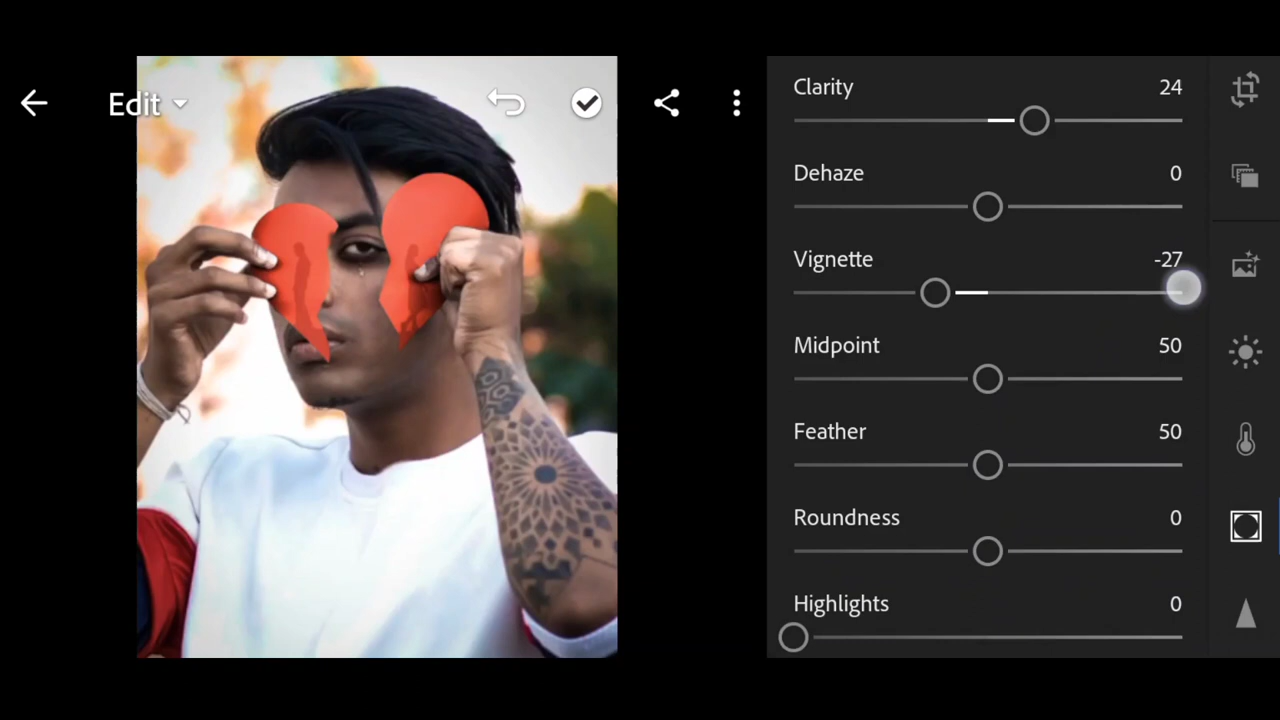 Edit
Clarity 24
Dehaze 0
Vignette -27
Midpoint 50
Feather 50
Roundness 0
Highlights 0